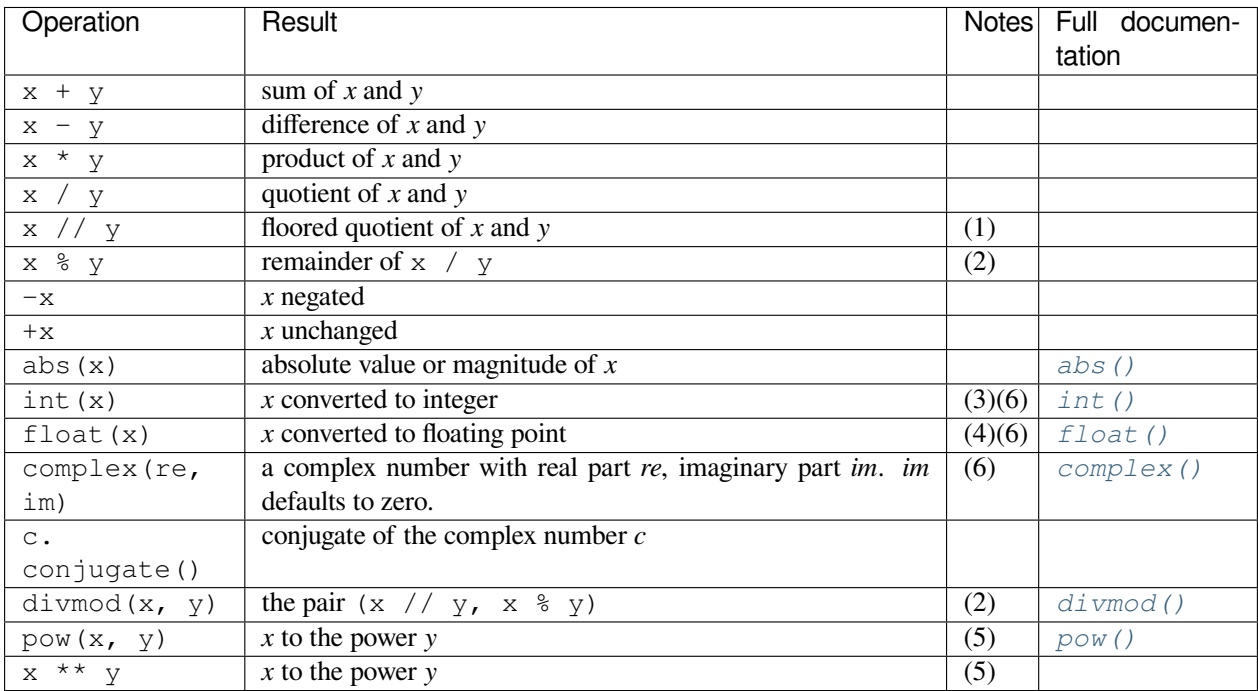 Operation Result Notes Full documen-
tation
x + y sum of x and y
x - y difference of x and y
x * y product of x and y
x / y quotient of x and y
x // y floored quotient of x and y (1)
x % y remainder of x / y (2)
-x x negated
+x x unchanged
abs(x) absolute value or magnitude of x abs()
int(x) x converted to integer (3)(6) int()
float(x) x converted to floating point (4)(6) float()
complex(re, a complex number with real part re, imaginary part im. im (6) complex()
im) defaults to zero.
c. conjugate of the complex number c
conjugate()
divmod(x, y) the pair (x // y, x % y) (2) divmod()
pow(x, y) x to the power y (5) pow()
x ** y x to the power y (5)